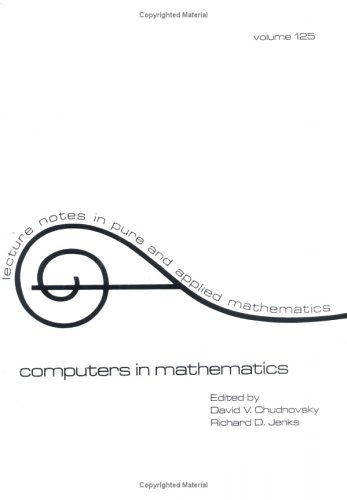 Copyrighted Material
volume 125
lecture notes in pure and applied mathematics
computers in mathematics
Edited by
David V. Chudnovsky
Richard D. Jenks
Copyrighted Material